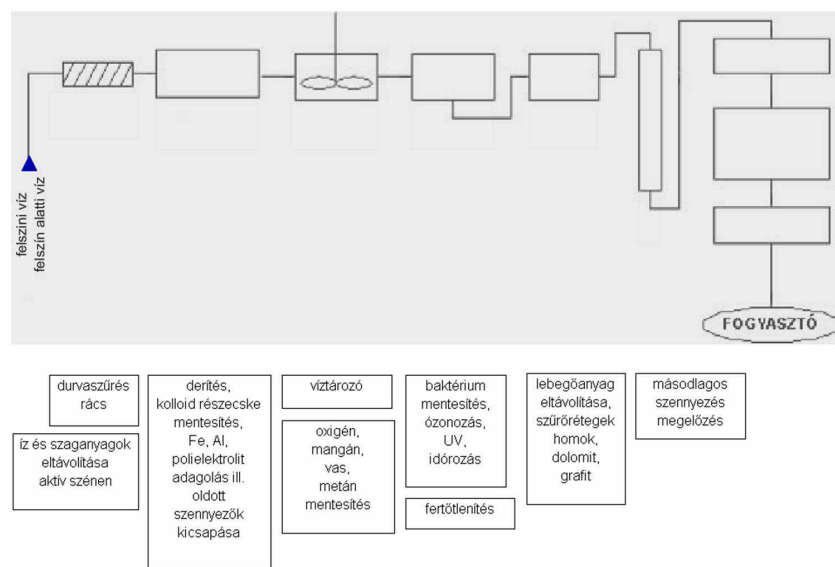 felszini víz
felszín alatti víz
FOGYASZTÓ
durvaszűrés
rács
íz és szaganyagok
eltávolítása
aktív szénen
derítés,
kolloid részecske
mentesítés,
Fe, Al,
polielektrolit
adagolás ill.
oldott
szennyezők
kicsapása
víztározó
oxigén,
mangán,
vas,
metán
mentesítés
baktérium
mentesítés,
ózonozás,
UV,
idórozás
fertőtlenítés
lebegőanyag
eltávolítása,
szűrőrétegek
homok,
dolomit,
grafit
másodlagos
szennyezés
megelőzés